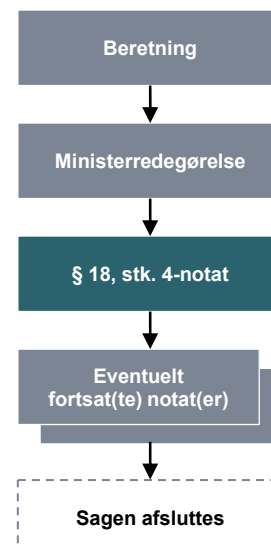 Beretning
Ministerredegørelse
§ 18, stk. 4-notat
Eventuelt
fortsat(te) notat(er)
Sagen afsluttes